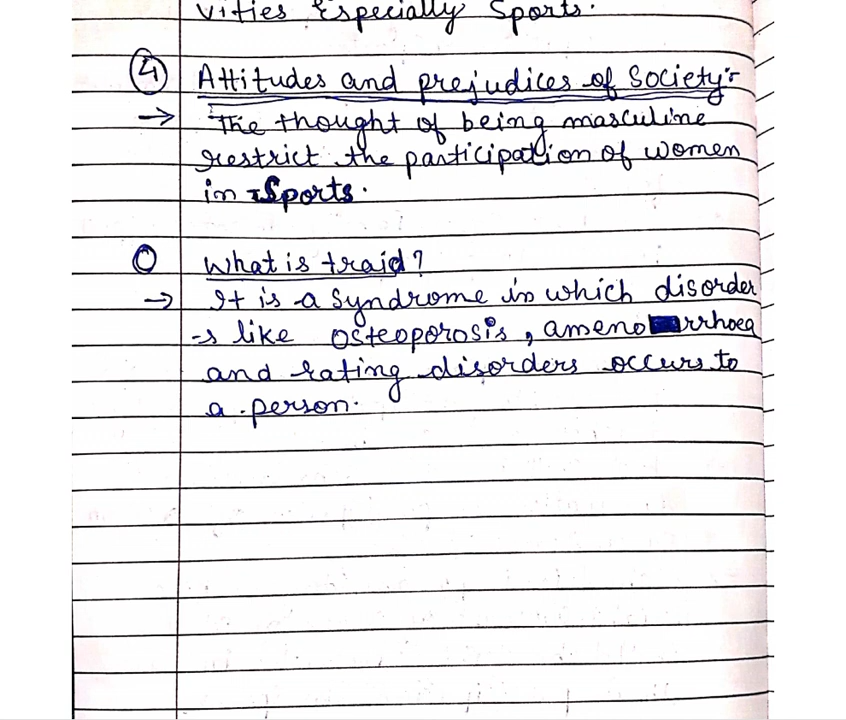 vities Especially Sports.
④ Attitudes and prejudices of Society:-
→ The thought of being masculine
restrict the participation of women
in Sports.
Q What is traid?
→ It is a Syndrome in which disorder
-s like osteoporosis, amenorrhoea
and eating disorders occurs to
a person.